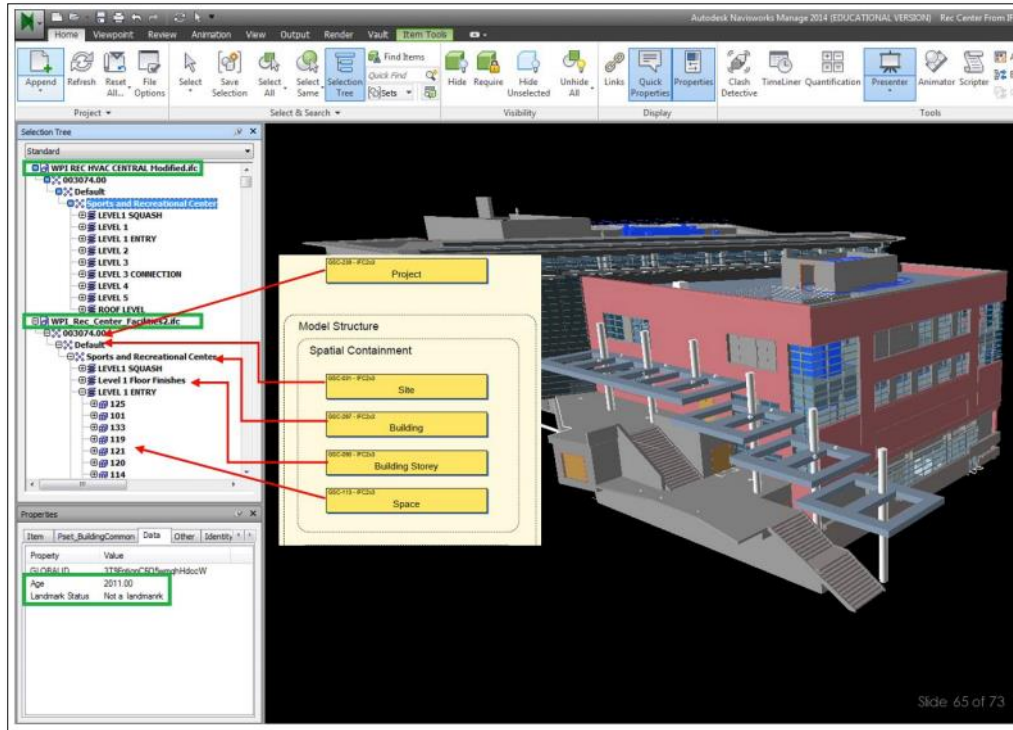 Autodesk Navisworks Manage 2014 (EDUCATIONAL VERSION) Rec Center From IF
Home Viewpoint Review Animation View Output Render Vault Item Tools
Append Refresh Reset All... File Options Select Save Selection Select All Select Same Selection Tree Find Items Quick Find Sets Hide Require Hide Unselected Unhide All Links Quick Properties Properties Clash Detective TimeLiner Quantification Presenter Animator Scripter
Project Select & Search Visibility Display Tools
Selection Tree
Standard
WPI REC HVAC CENTRAL Modified.ifc
003074.00
Default
Sports and Recreational Center
LEVEL1 SQUASH
LEVEL 1
LEVEL 1 ENTRY
LEVEL 2
LEVEL 3
LEVEL 3 CONNECTION
LEVEL 4
LEVEL 5
ROOF LEVEL
WPI_Rec_Center_Facilities2.ifc
003074.00
Default
Sports and Recreational Center
LEVEL1 SQUASH
Level 1 Floor Finishes
LEVEL 1 ENTRY
125
101
133
119
121
120
114
Project
Model Structure
Spatial Containment
Site
Building
Building Storey
Space
Properties
Item Pset_BuildingCommon Data Other Identity
Property Value
GLOBALID
Age 2011.00
Landmark Status Not a landmanrk
Slide 65 of 73